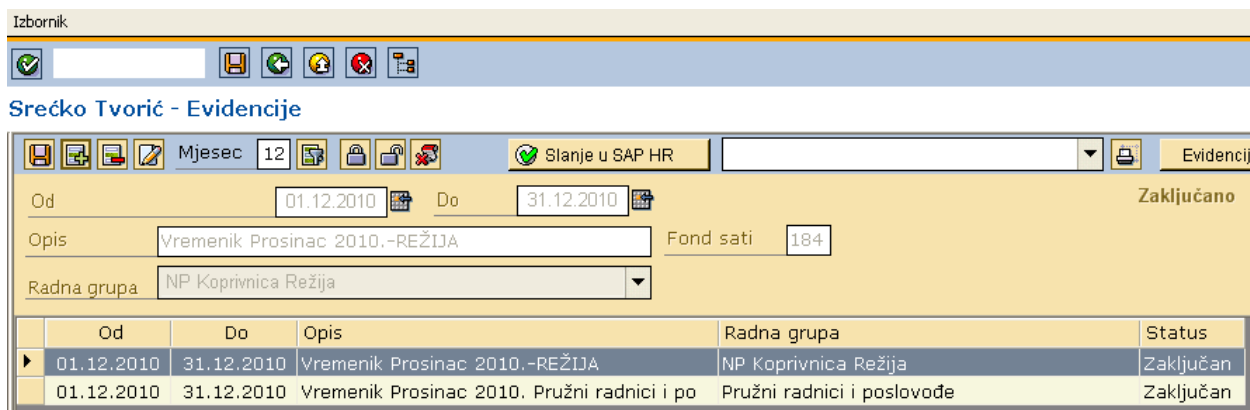 Izbornik
Srećko Tvorić - Evidencije
Mjesec 12 Slanje u SAP HR Evidencij
Od 01.12.2010 Do 31.12.2010 Zaključano
Opis Vremenik Prosinac 2010.-REŽIJA Fond sati 184
Radna grupa NP Koprivnica Režija
Od Do Opis Radna grupa Status
01.12.2010 31.12.2010 Vremenik Prosinac 2010.-REŽIJA NP Koprivnica Režija Zaključan
01.12.2010 31.12.2010 Vremenik Prosinac 2010. Pružni radnici i po Pružni radnici i poslovođe Zaključan